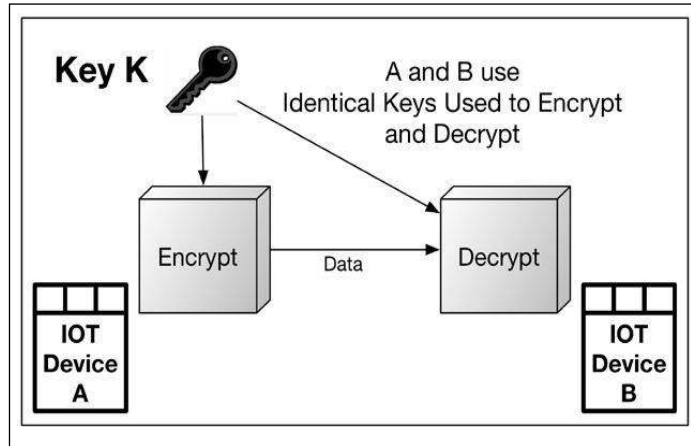 Key K
A and B use
Identical Keys Used to Encrypt
and Decrypt
Encrypt
Data
Decrypt
IOT
Device
A
IOT
Device
B